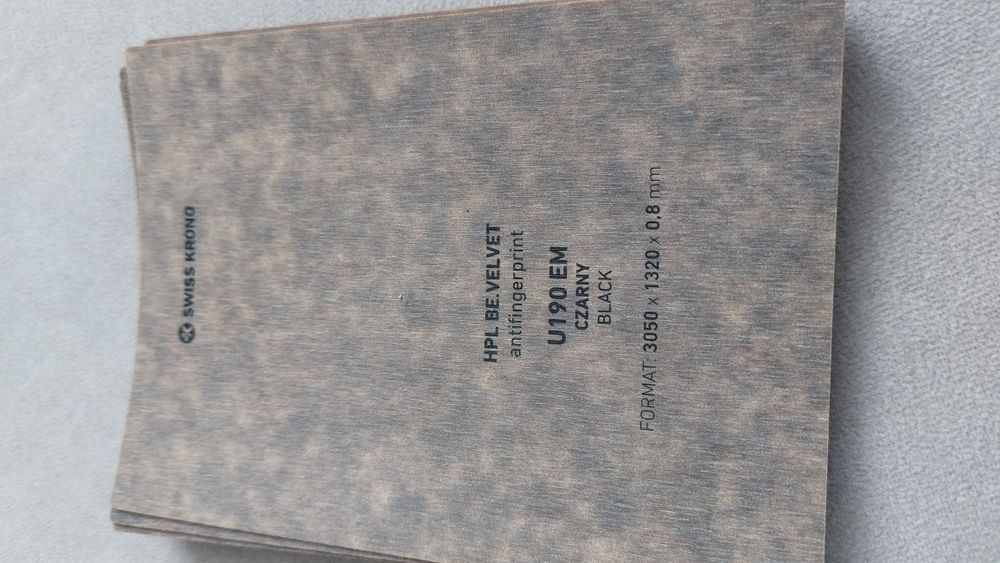 SWISS KRONO
HPL BE.VELVET
antifingerprint
U190 EM
CZARNY
BLACK
FORMAT: 3050 x 1320 x 0,8 mm